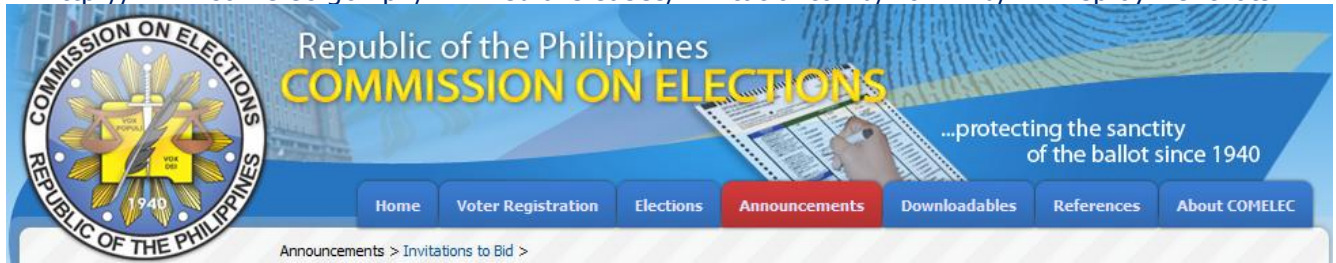 Republic of the Philippines
COMMISSION ON ELECTIONS
...protecting the sanctity
of the ballot since 1940
COMMISSION ON ELECTIONS
REPUBLIC OF THE PHILIPPINES
VOX POPULI
VOX DEI
1940
Home Voter Registration Elections Announcements Downloadables References About COMELEC
Announcements > Invitations to Bid >